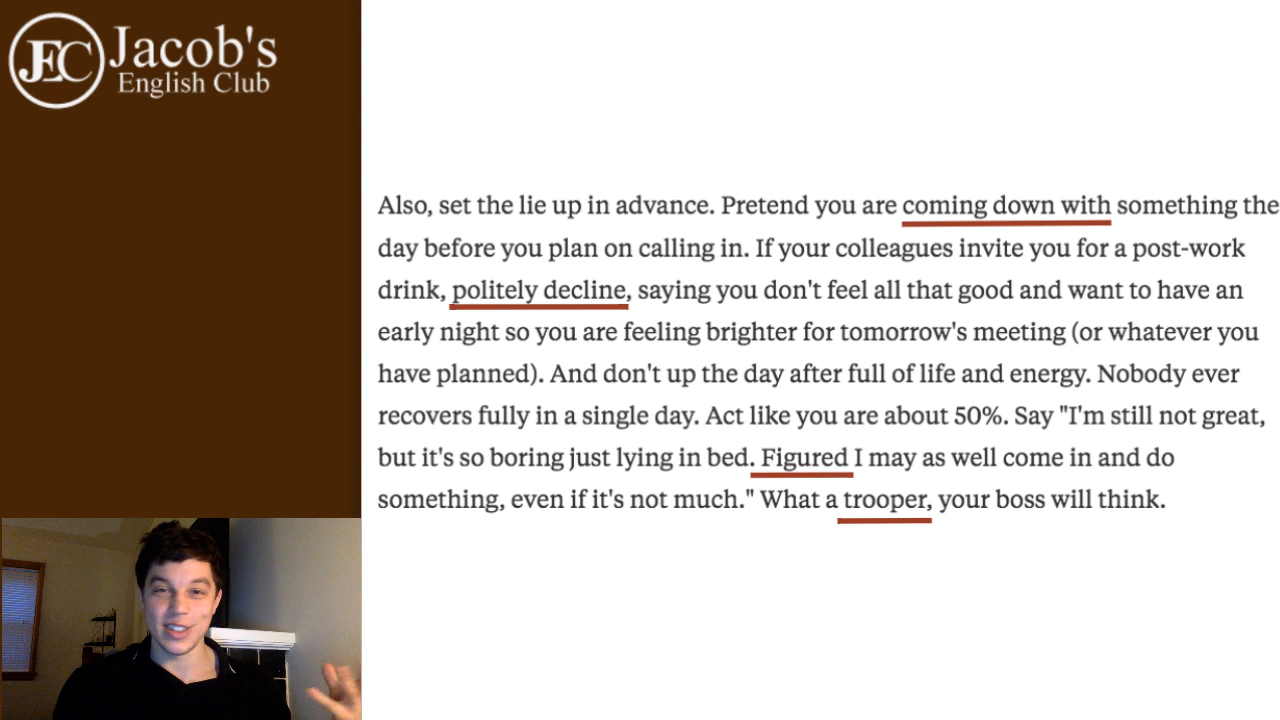 JEC
Jacob's
English Club
Also, set the lie up in advance. Pretend you are coming down with something the
day before you plan on calling in. If your colleagues invite you for a post-work
drink, politely decline, saying you don't feel all that good and want to have an
early night so you are feeling brighter for tomorrow's meeting (or whatever you
have planned). And don't up the day after full of life and energy. Nobody ever
recovers fully in a single day. Act like you are about 50%. Say "I'm still not great,
but it's so boring just lying in bed. Figured I may as well come in and do
something, even if it's not much." What a trooper, your boss will think.